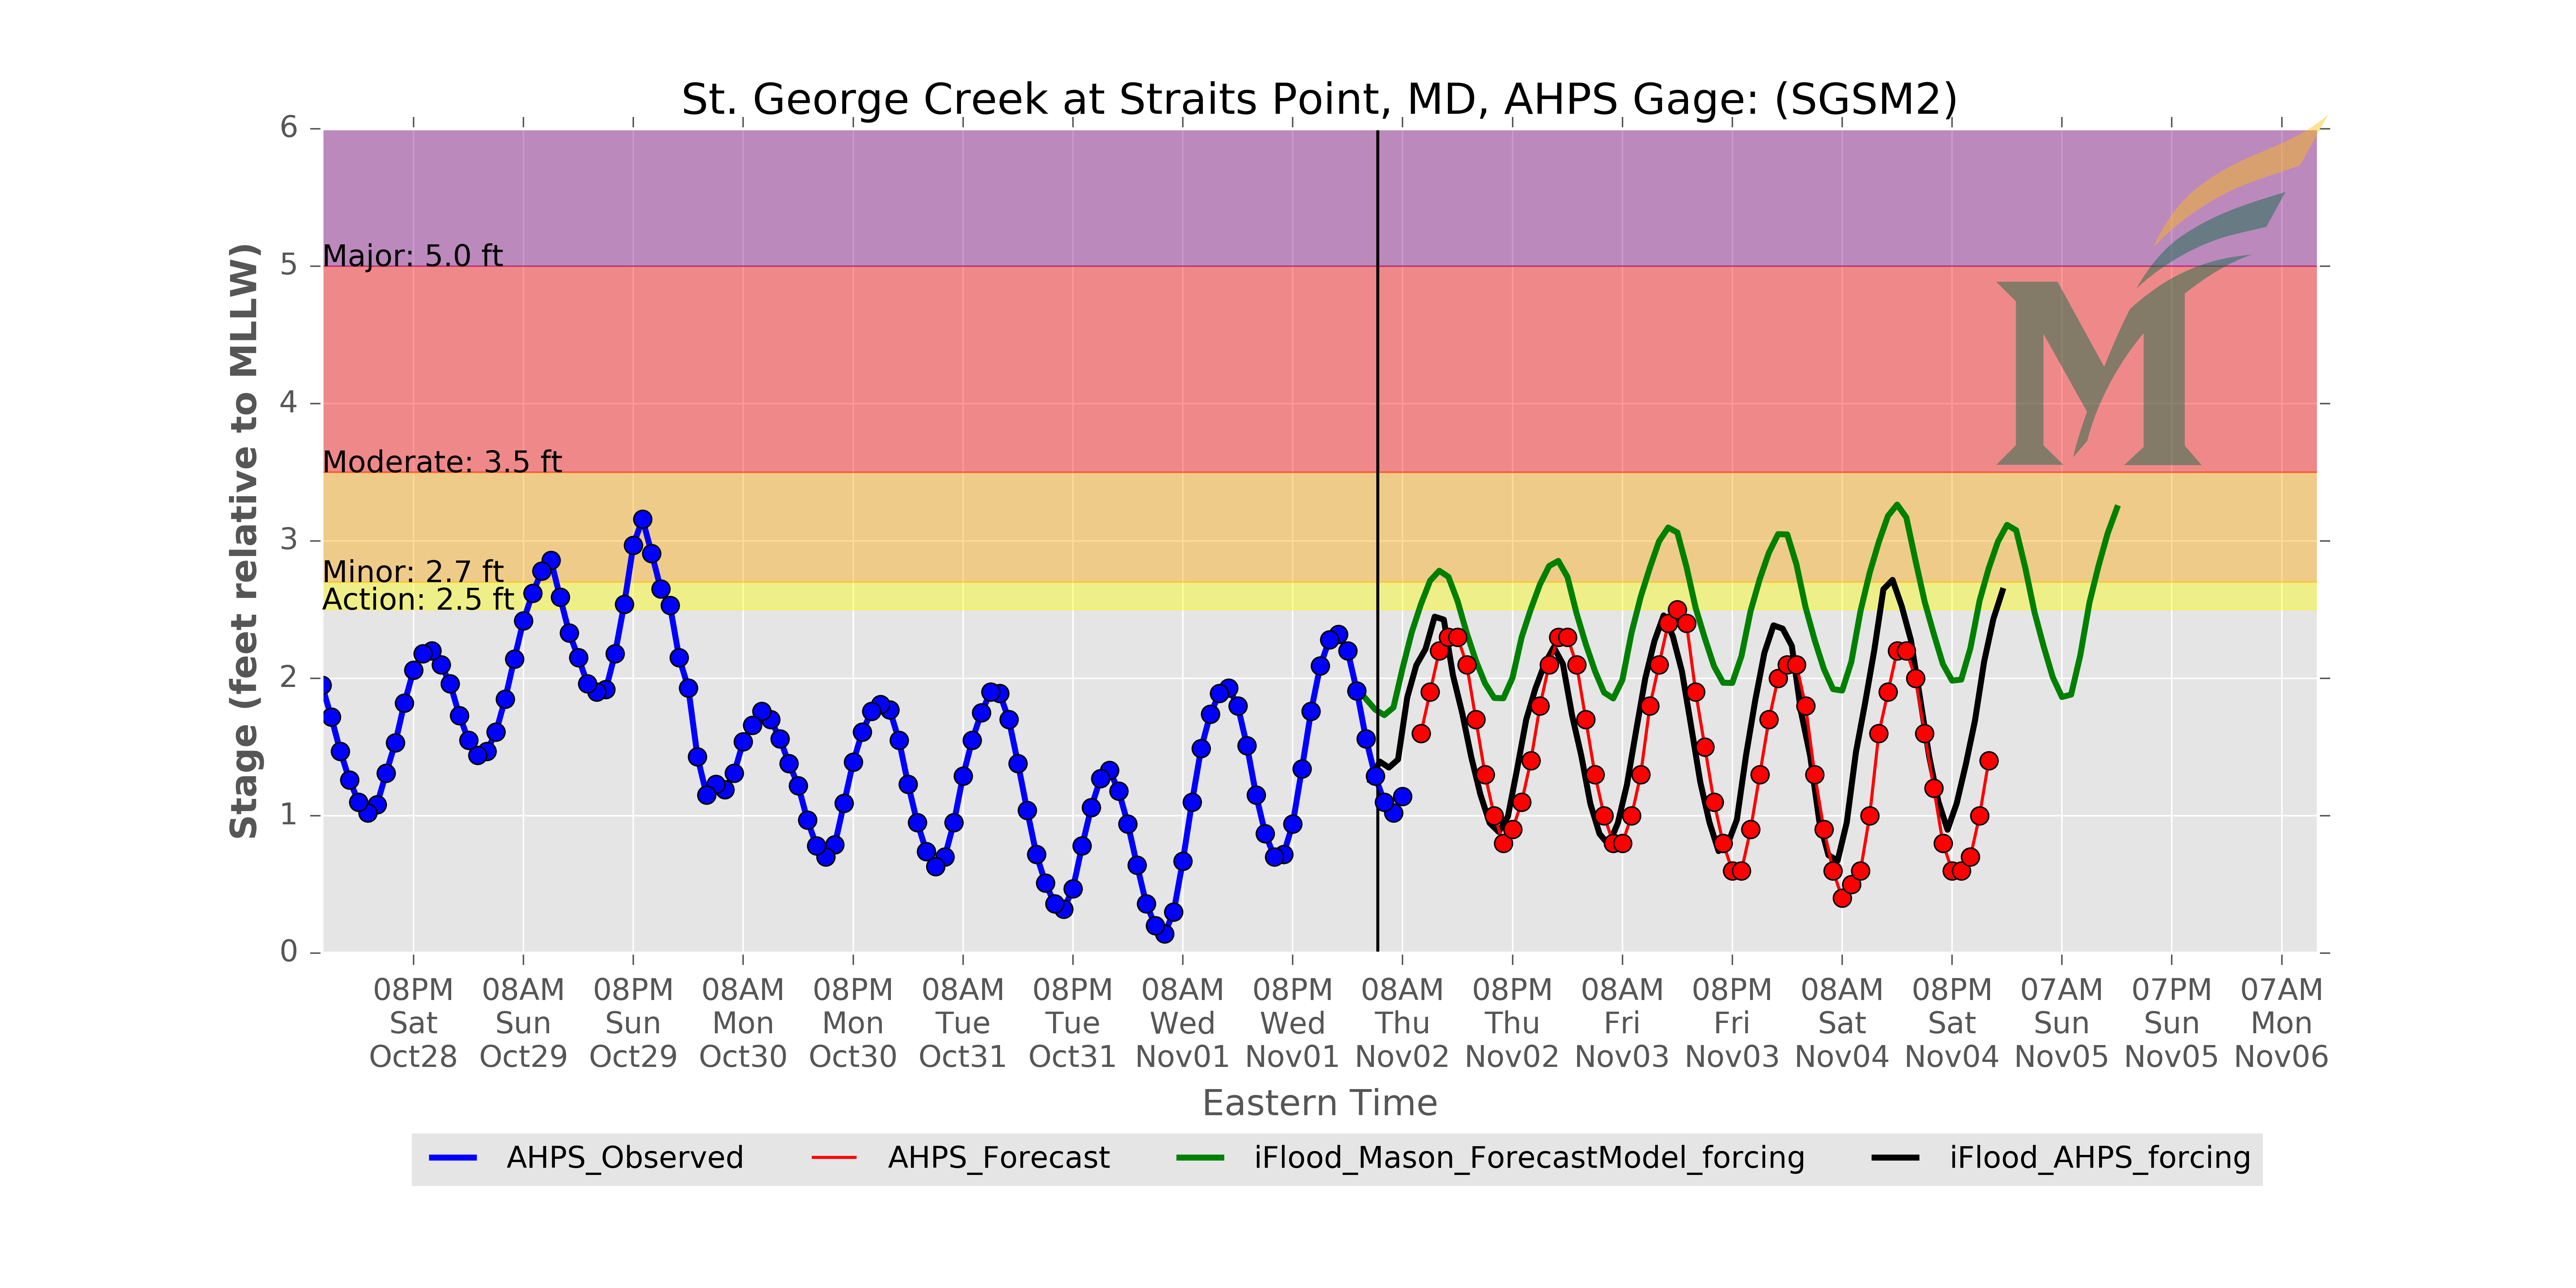 St. George Creek at Straits Point, MD, AHPS Gage: (SGSM2)
6
5
4
3
2
1
0
Stage (feet relative to MLLW)
Major: 5.0 ft
Moderate: 3.5 ft
Minor: 2.7 ft
Action: 2.5 ft
M
08PM 08AM 08PM 08AM 08PM 08AM 08PM 08AM 08PM 08AM 08PM 08AM 08PM 08AM 08PM 07AM 07PM 07AM
Sat Sun Sun Mon Mon Tue Tue Wed Wed Thu Thu Fri Fri Sat Sat Sun Sun Mon
Oct28 Oct29 Oct29 Oct30 Oct30 Oct31 Oct31 Nov01 Nov01 Nov02 Nov02 Nov03 Nov03 Nov04 Nov04 Nov05 Nov05 Nov06
Eastern Time
AHPS_Observed AHPS_Forecast iFlood_Mason_ForecastModel_forcing iFlood_AHPS_forcing